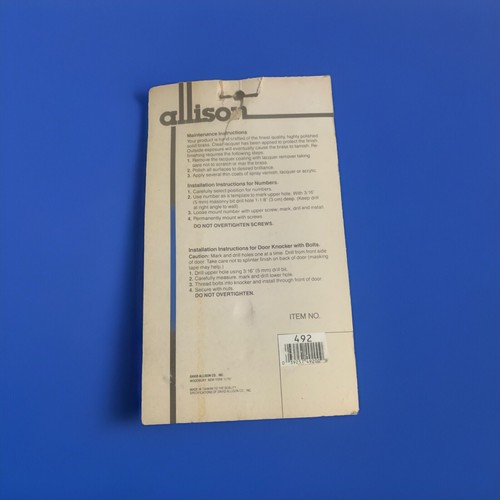 allison
Maintenance Instructions
Your product is hand crafted of the finest quality, highly polished
solid brass. Clear lacquer has been applied to protect the finish.
Outside exposure will eventually cause the brass to tarnish. Re-
finishing requires the following steps:
1. Remove the lacquer coating with lacquer remover taking
care not to scratch or mar the brass.
2. Polish all surfaces to desired brilliance.
3. Apply several thin coats of spray varnish, lacquer or acrylic.
Installation Instructions for Numbers.
1. Carefully select position for numbers.
2. Use number as a template to mark upper hole. With 3/16"
(5 mm) masonry bit drill hole 1-1/8" (3 cm) deep. (Keep drill
at right angle to wall)
3. Loose mount number with upper screw, mark, drill and install
4. Permanently mount with screws.
DO NOT OVERTIGHTEN SCREWS.
Installation Instructions for Door Knocker with Bolts.
Caution: Mark and drill holes one at a time. Drill from front side
of door. Take care not to splinter finish on back of door (masking
tape may help.)
1. Drill upper hole using 3/16" (5 mm) drill bit.
2. Carefully measure, mark and drill lower hole.
3. Thread bolts into knocker and install through front of door
4. Secure with nuts
DO NOT OVERTIGHTEN.
ITEM NO.
492